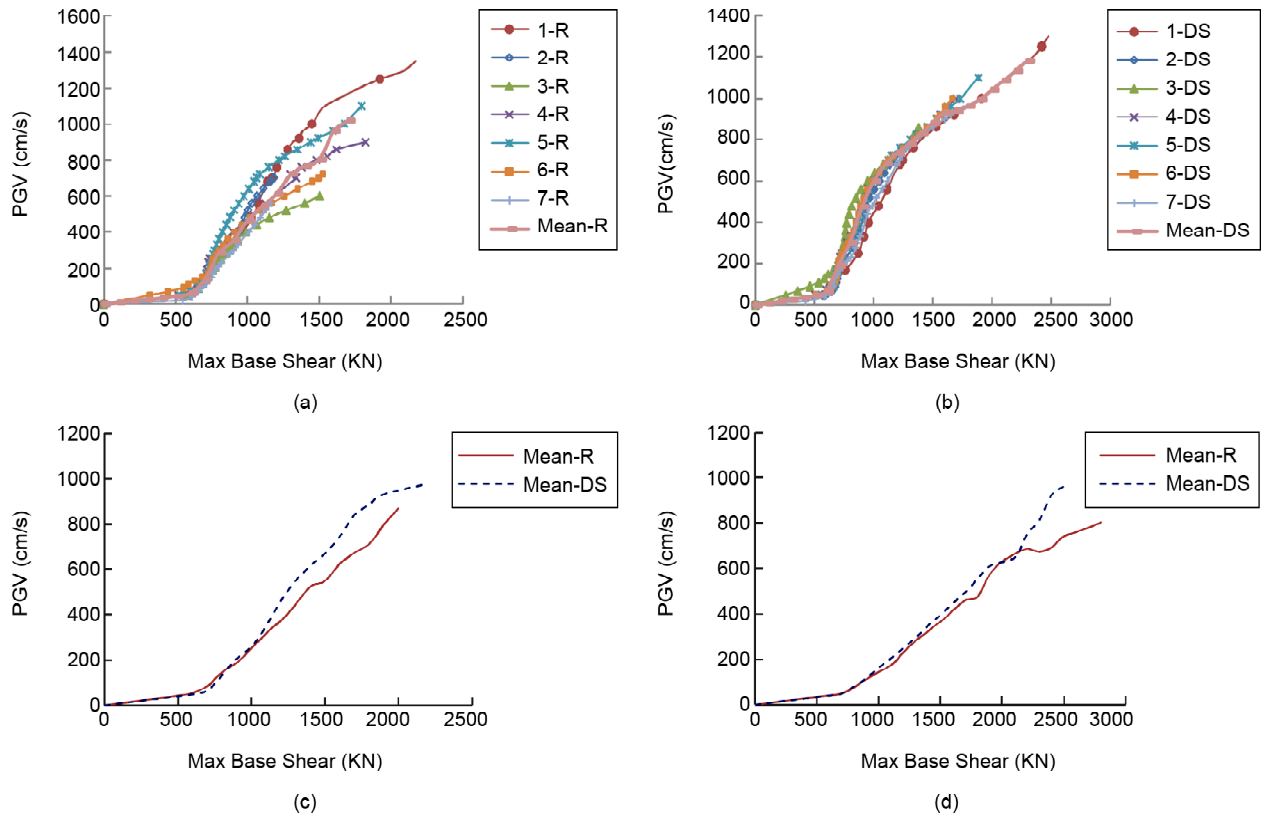 PGV (cm/s)
1600
1400
1200
1000
800
600
400
200
0
0 500 1000 1500 2000 2500
Max Base Shear (KN)
1-R
2-R
3-R
4-R
5-R
6-R
7-R
Mean-R
(a)
PGV(cm/s)
1400
1200
1000
800
600
400
200
0
0 500 1000 1500 2000 2500 3000
Max Base Shear (KN)
1-DS
2-DS
3-DS
4-DS
5-DS
6-DS
7-DS
Mean-DS
(b)
PGV (cm/s)
1200
1000
800
600
400
200
0
0 500 1000 1500 2000 2500
Max Base Shear (KN)
Mean-R
Mean-DS
(c)
PGV (cm/s)
1200
1000
800
600
400
200
0
0 500 1000 1500 2000 2500 3000
Max Base Shear (KN)
Mean-R
Mean-DS
(d)